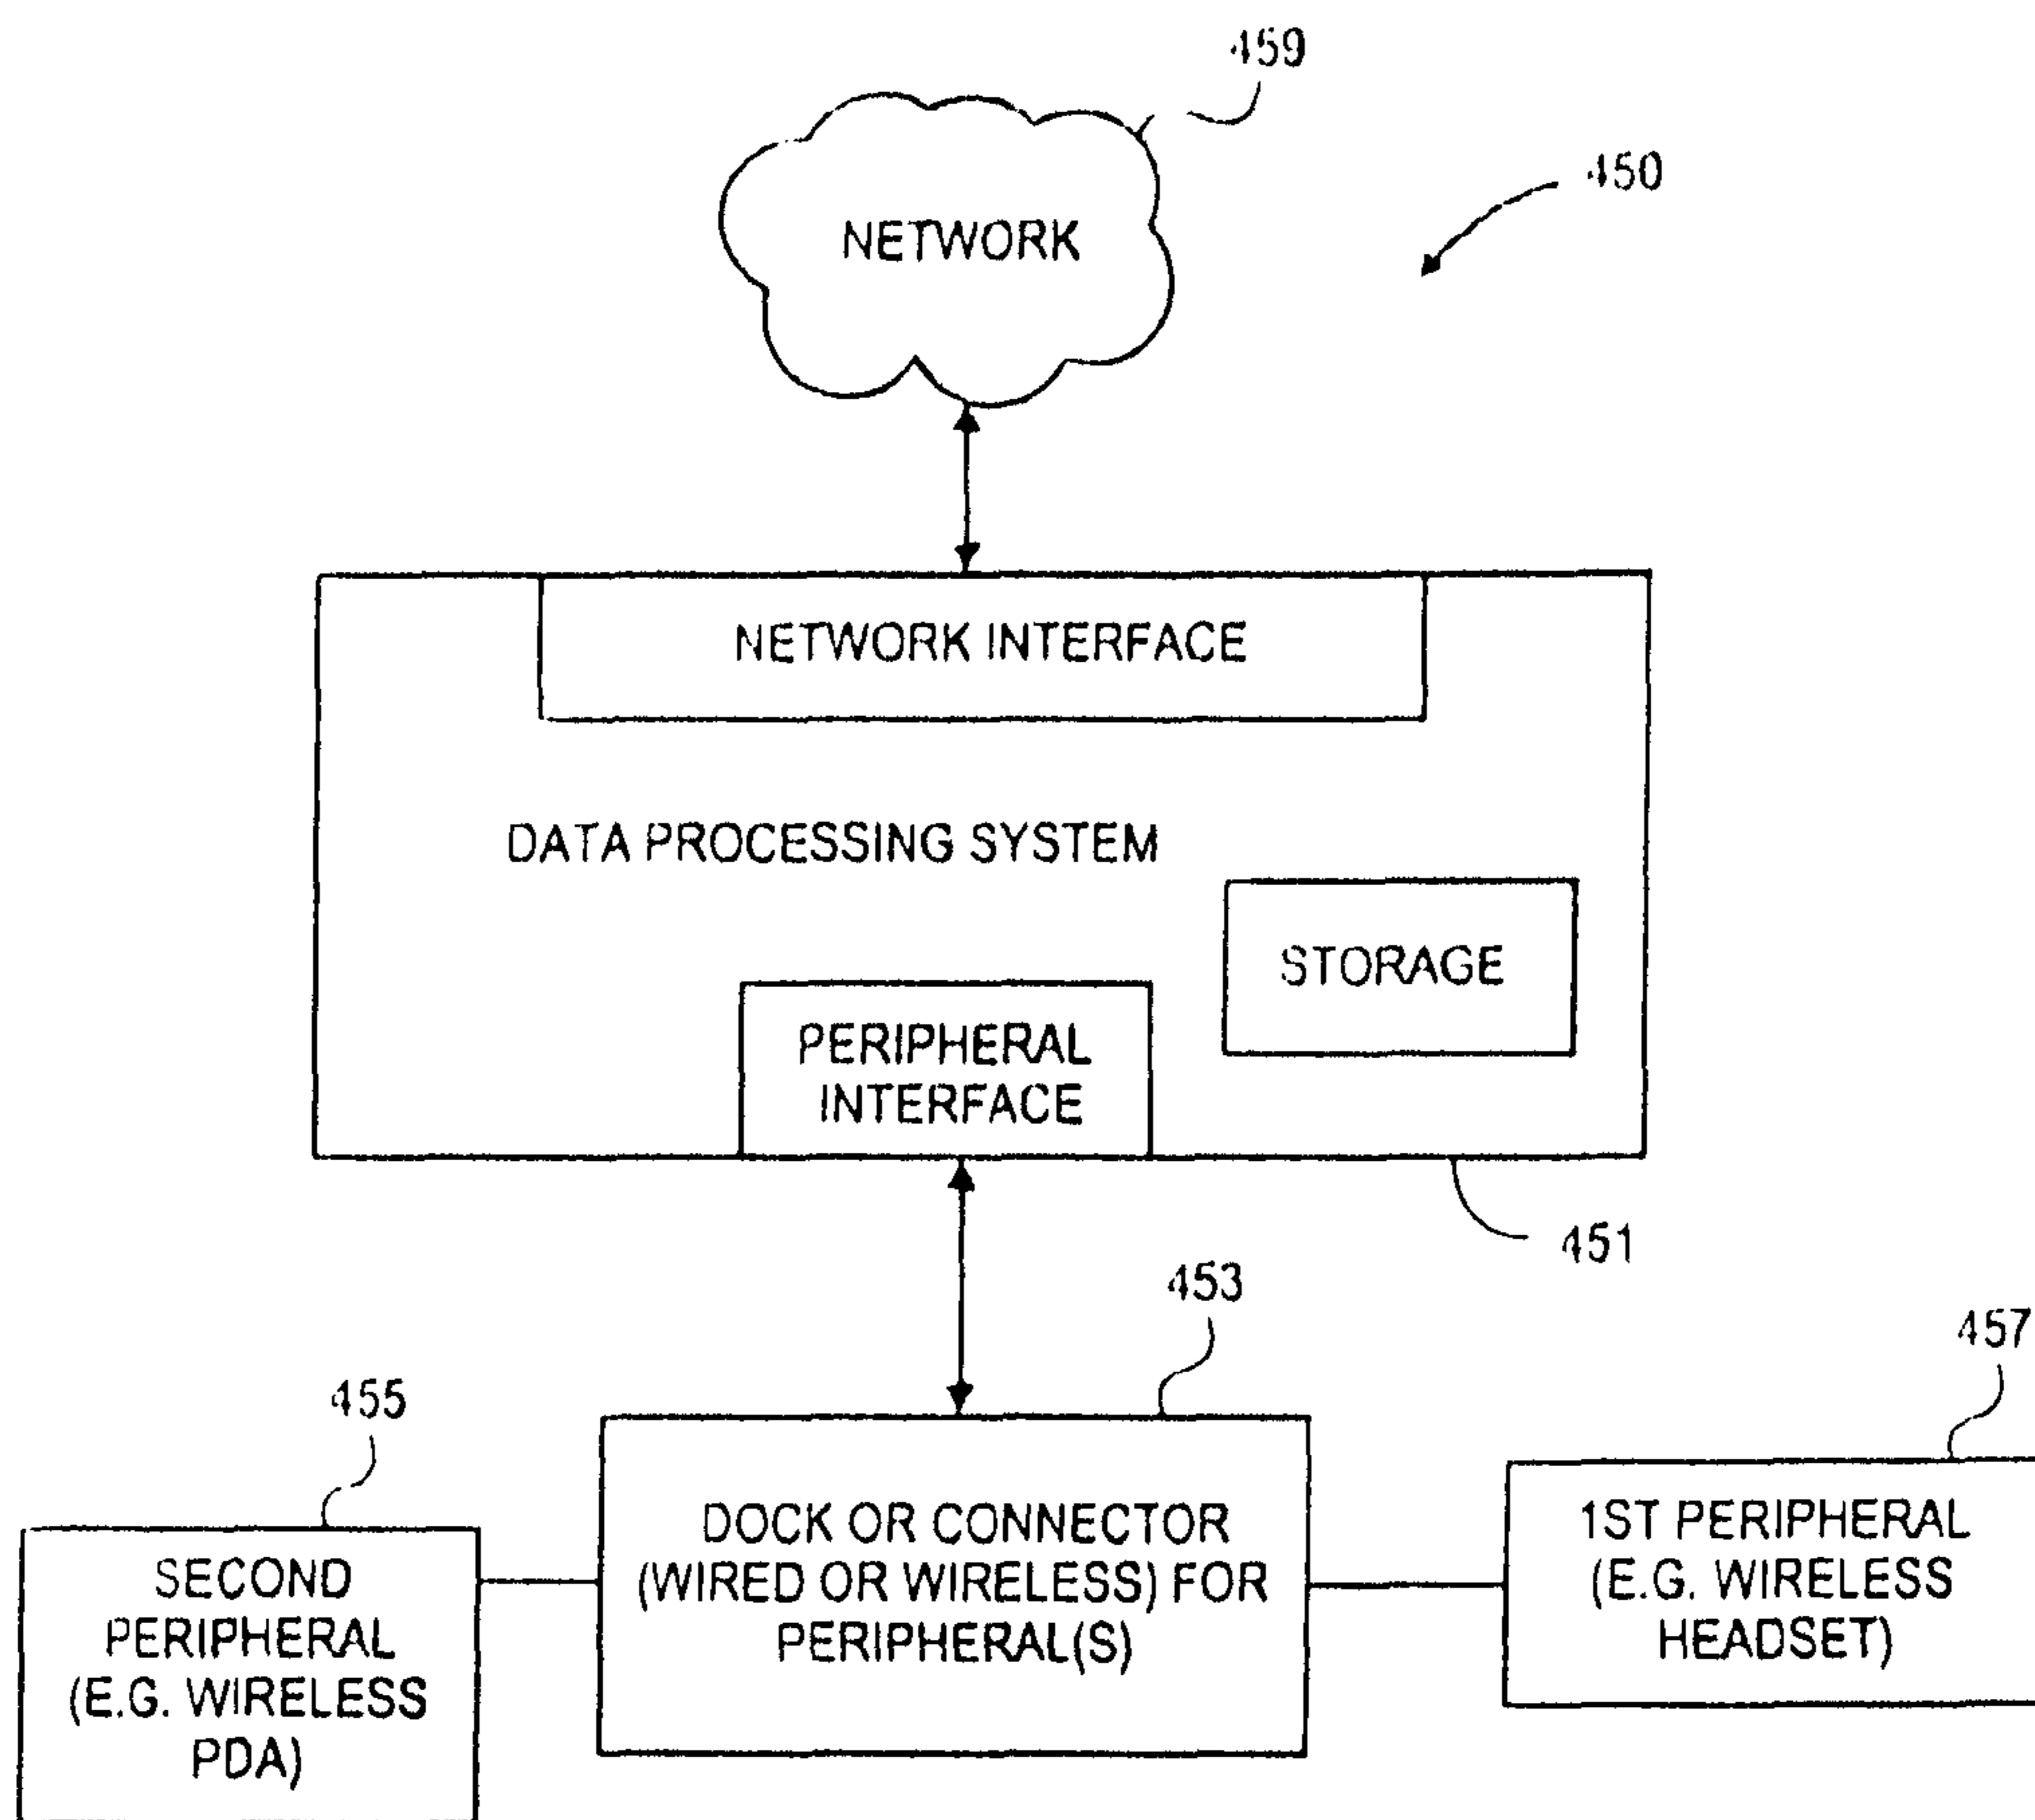 459
450
NETWORK
NETWORK INTERFACE
DATA PROCESSING SYSTEM
STORAGE
PERIPHERAL
INTERFACE
451
453
457
455
DOCK OR CONNECTOR
(WIRED OR WIRELESS) FOR
PERIPHERAL(S)
1ST PERIPHERAL
(E.G. WIRELESS
HEADSET)
SECOND
PERIPHERAL
(E.G. WIRELESS
PDA)